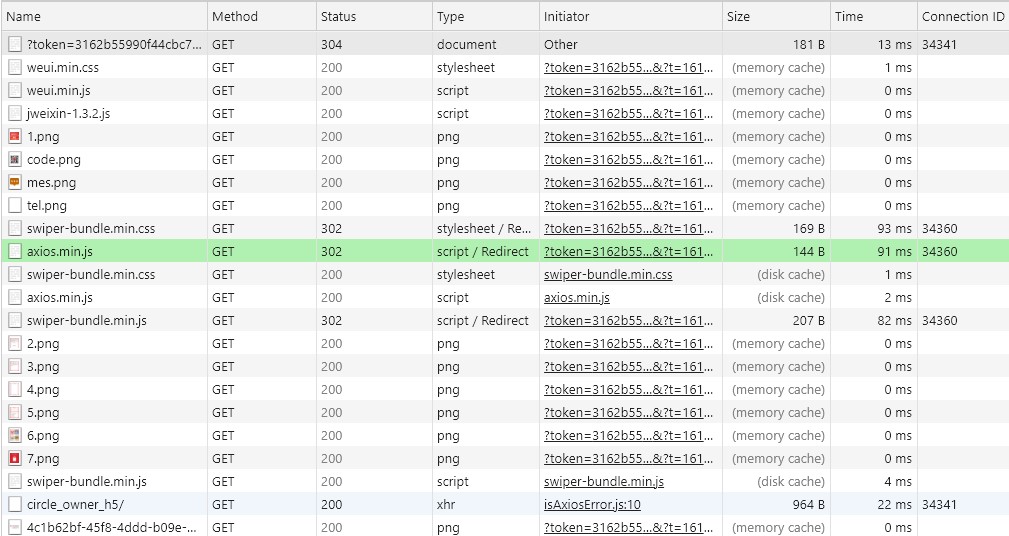 Name Method Status Type Initiator Size Time Connection ID
?token=3162b55990f44cbc7... GET 304 document Other 181 B 13 ms 34341
weui.min.css GET 200 stylesheet ?token=3162b55...&?t=161... (memory cache) 1 ms
weui.min.js GET 200 script ?token=3162b55...&?t=161... (memory cache) 0 ms
jweixin-1.3.2.js GET 200 script ?token=3162b55...&?t=161... (memory cache) 0 ms
1.png GET 200 png ?token=3162b55...&?t=161... (memory cache) 0 ms
code.png GET 200 png ?token=3162b55...&?t=161... (memory cache) 0 ms
mes.png GET 200 png ?token=3162b55...&?t=161... (memory cache) 0 ms
tel.png GET 200 png ?token=3162b55...&?t=161... (memory cache) 0 ms
swiper-bundle.min.css GET 302 stylesheet / Re... ?token=3162b55...&?t=161... 169 B 93 ms 34360
axios.min.js GET 302 script / Redirect ?token=3162b55...&?t=161... 144 B 91 ms 34360
swiper-bundle.min.css GET 200 stylesheet swiper-bundle.min.css (disk cache) 1 ms
axios.min.js GET 200 script axios.min.js (disk cache) 2 ms
swiper-bundle.min.js GET 302 script / Redirect ?token=3162b55...&?t=161... 207 B 82 ms 34360
2.png GET 200 png ?token=3162b55...&?t=161... (memory cache) 0 ms
3.png GET 200 png ?token=3162b55...&?t=161... (memory cache) 0 ms
4.png GET 200 png ?token=3162b55...&?t=161... (memory cache) 0 ms
5.png GET 200 png ?token=3162b55...&?t=161... (memory cache) 0 ms
6.png GET 200 png ?token=3162b55...&?t=161... (memory cache) 0 ms
7.png GET 200 png ?token=3162b55...&?t=161... (memory cache) 0 ms
swiper-bundle.min.js GET 200 script swiper-bundle.min.js (disk cache) 4 ms
circle_owner_h5/ GET 200 xhr isAxiosError.js:10 964 B 22 ms 34341
4c1b62bf-45f8-4ddd-b09e-... GET 200 png ?token=3162b55...&?t=161... (memory cache) 0 ms